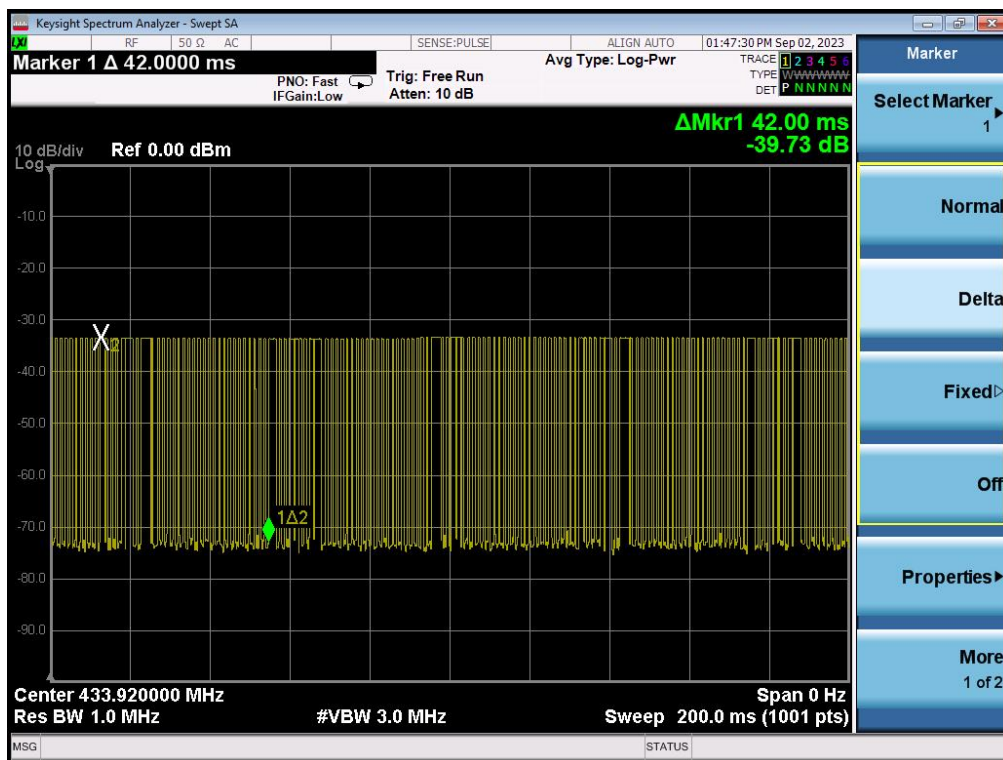 Keysight Spectrum Analyzer - Swept SA
LXI RF 50 Ω AC SENSE:PULSE ALIGN AUTO 01:47:30 PM Sep 02, 2023
Marker 1 Δ 42.0000 ms
PNO: Fast
IFGain:Low
Trig: Free Run
Atten: 10 dB
Avg Type: Log-Pwr
TRACE 1 2 3 4 5 6
TYPE WWWWWW
DET P N N N N N
ΔMkr1 42.00 ms
-39.73 dB
10 dB/div
Log
Ref 0.00 dBm
-10.0
-20.0
-30.0
X2
-40.0
-50.0
-60.0
1Δ2
-70.0
-80.0
-90.0
Center 433.920000 MHz
Span 0 Hz
Res BW 1.0 MHz
#VBW 3.0 MHz
Sweep 200.0 ms (1001 pts)
MSG
STATUS
Marker
Select Marker
1
Normal
Delta
Fixed
Off
Properties
More
1 of 2